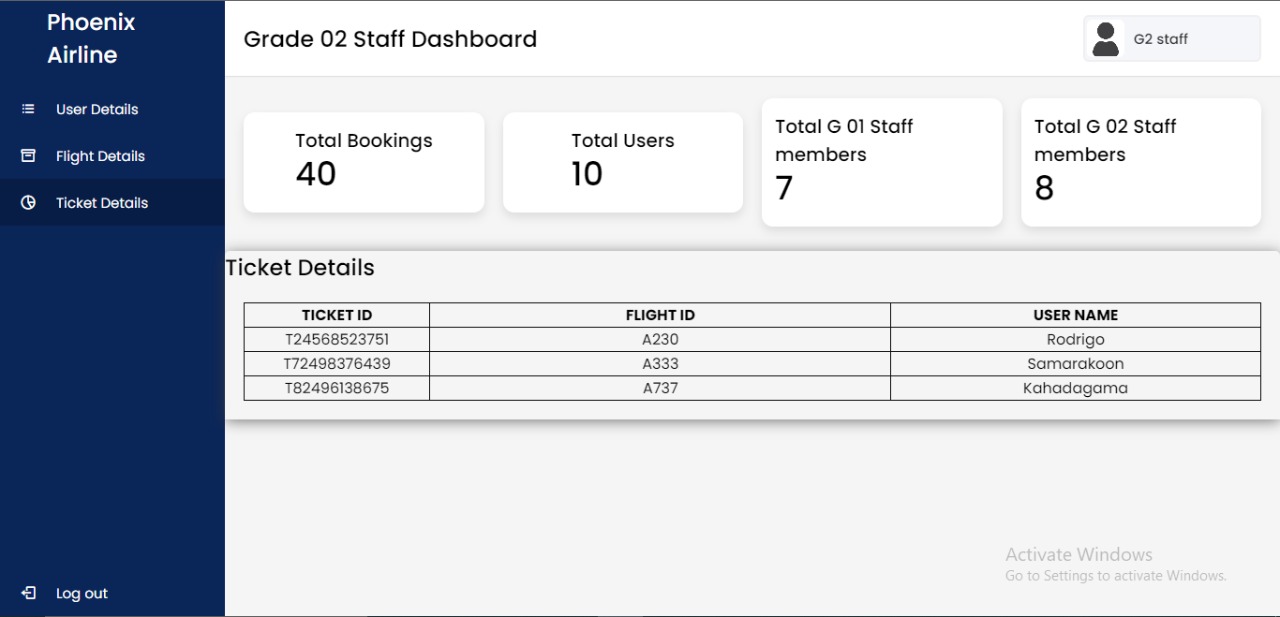 Phoenix
Airline
User Details
Flight Details
Ticket Details
Log out
Grade 02 Staff Dashboard
G2 staff
Total Bookings
40
Total Users
10
Total G 01 Staff
members
7
Total G 02 Staff
members
8
Ticket Details
TICKET ID FLIGHT ID USER NAME
T24568523751 A230 Rodrigo
T72498376439 A333 Samarakoon
T82496138675 A737 Kahadagama
Activate Windows
Go to Settings to activate Windows.